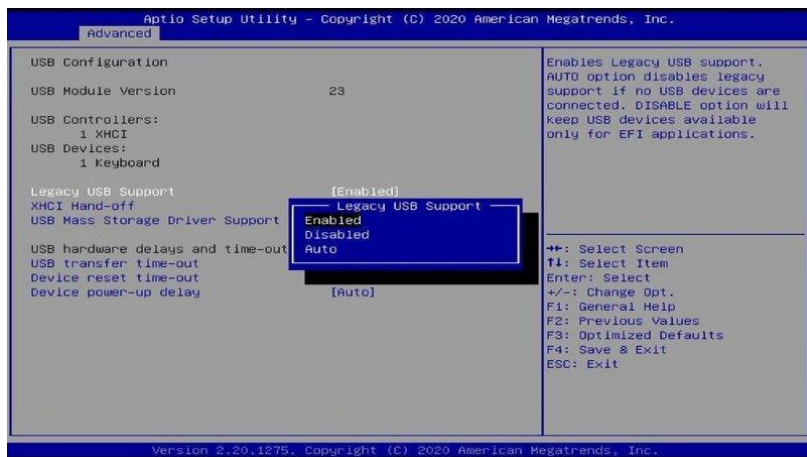 Aptio Setup Utility - Copyright (C) 2020 American Megatrends, Inc.
Advanced
USB Configuration
USB Module Version 23
USB Controllers:
1 XHCI
USB Devices:
1 Keyboard
Legacy USB Support [Enabled]
XHCI Hand-off
USB Mass Storage Driver Support
USB hardware delays and time-out
USB transfer time-out
Device reset time-out
Device power-up delay [Auto]
Legacy USB Support
Enabled
Disabled
Auto
Enables Legacy USB support.
AUTO option disables legacy
support if no USB devices are
connected. DISABLE option will
keep USB devices available
only for EFI applications.
→←: Select Screen
↑↓: Select Item
Enter: Select
+/-: Change Opt.
F1: General Help
F2: Previous Values
F3: Optimized Defaults
F4: Save & Exit
ESC: Exit
Version 2.20.1275. Copyright (C) 2020 American Megatrends, Inc.